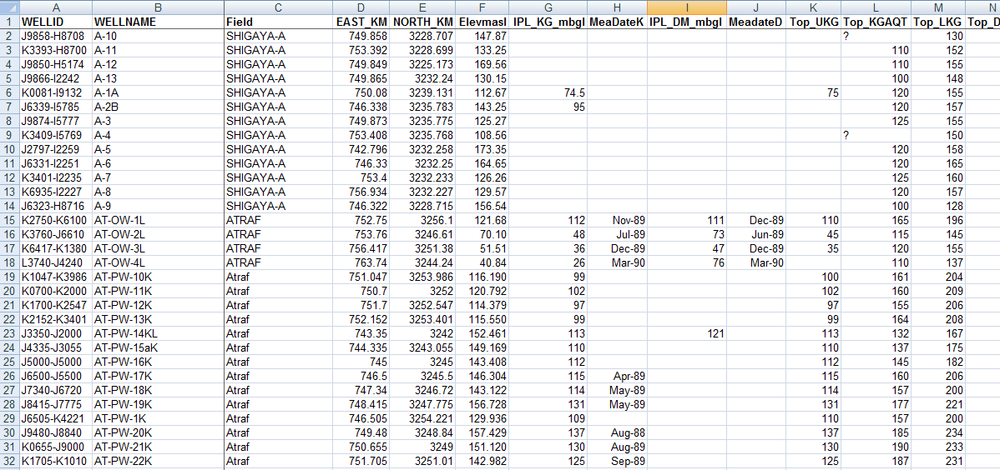 A B C D E F G H I J K L M N
1 WELLID WELLNAME Field EAST_KM NORTH_KM Elevmasl IPL_KG_mbgl MeaDateK IPL_DM_mbgl MeadateD Top_UKG Top_KGAQT Top_LKG Top_D
2 J9858-H8708 A-10 SHIGAYA-A 749.858 3228.707 147.87 ? 130
3 K3393-H8700 A-11 SHIGAYA-A 753.392 3228.699 133.25 110 152
4 J9850-H5174 A-12 SHIGAYA-A 749.849 3225.173 169.56 110 155
5 J9866-I2242 A-13 SHIGAYA-A 749.865 3232.24 130.15 100 148
6 K0081-I9132 A-1A SHIGAYA-A 750.08 3239.131 112.67 74.5 75 120 155
7 J6339-I5785 A-2B SHIGAYA-A 746.338 3235.783 143.25 95 120 157
8 J9874-I5777 A-3 SHIGAYA-A 749.873 3235.775 125.27 125 155
9 K3409-I5769 A-4 SHIGAYA-A 753.408 3235.768 108.56 ? 150
10 J2797-I2259 A-5 SHIGAYA-A 742.796 3232.258 173.35 120 158
11 J6331-I2251 A-6 SHIGAYA-A 746.33 3232.25 164.65 120 165
12 K3401-I2235 A-7 SHIGAYA-A 753.4 3232.233 126.26 125 160
13 K6935-I2227 A-8 SHIGAYA-A 756.934 3232.227 129.57 120 157
14 J6323-H8716 A-9 SHIGAYA-A 746.322 3228.715 156.54 100 128
15 K2750-K6100 AT-OW-1L ATRAF 752.75 3256.1 121.68 112 Nov-89 111 Dec-89 110 165 196
16 K3760-J6610 AT-OW-2L ATRAF 753.76 3246.61 70.10 48 Jul-89 73 Jun-89 45 115 145
17 K6417-K1380 AT-OW-3L ATRAF 756.417 3251.38 51.51 36 Dec-89 47 Dec-89 35 120 155
18 L3740-J4240 AT-OW-4L ATRAF 763.74 3244.24 40.84 26 Mar-90 76 Mar-90 110 137
19 K1047-K3986 AT-PW-10K Atraf 751.047 3253.986 116.190 99 100 161 204
20 K0700-K2000 AT-PW-11K Atraf 750.7 3252 120.792 102 102 160 209
21 K1700-K2547 AT-PW-12K Atraf 751.7 3252.547 114.379 97 97 155 206
22 K2152-K3401 AT-PW-13K Atraf 752.152 3253.401 115.550 99 99 164 208
23 J3350-J2000 AT-PW-14KL Atraf 743.35 3242 152.461 113 121 113 132 167
24 J4335-J3055 AT-PW-15aK Atraf 744.335 3243.055 149.169 110 110 137 175
25 J5000-J5000 AT-PW-16K Atraf 745 3245 143.408 112 112 145 182
26 J6500-J5500 AT-PW-17K Atraf 746.5 3245.5 146.304 115 Apr-89 115 160 206
27 J7340-J6720 AT-PW-18K Atraf 747.34 3246.72 143.122 114 May-89 114 157 200
28 J8415-J7775 AT-PW-19K Atraf 748.415 3247.775 156.728 131 May-89 131 177 221
29 J6505-K4221 AT-PW-1K Atraf 746.505 3254.221 129.936 109 110 157 200
30 J9480-J8840 AT-PW-20K Atraf 749.48 3248.84 157.429 137 Aug-88 137 185 234
31 K0655-J9000 AT-PW-21K Atraf 750.655 3249 151.120 130 Aug-89 130 190 233
32 K1705-K1010 AT-PW-22K Atraf 751.705 3251.01 142.982 125 Sep-89 125 187 231